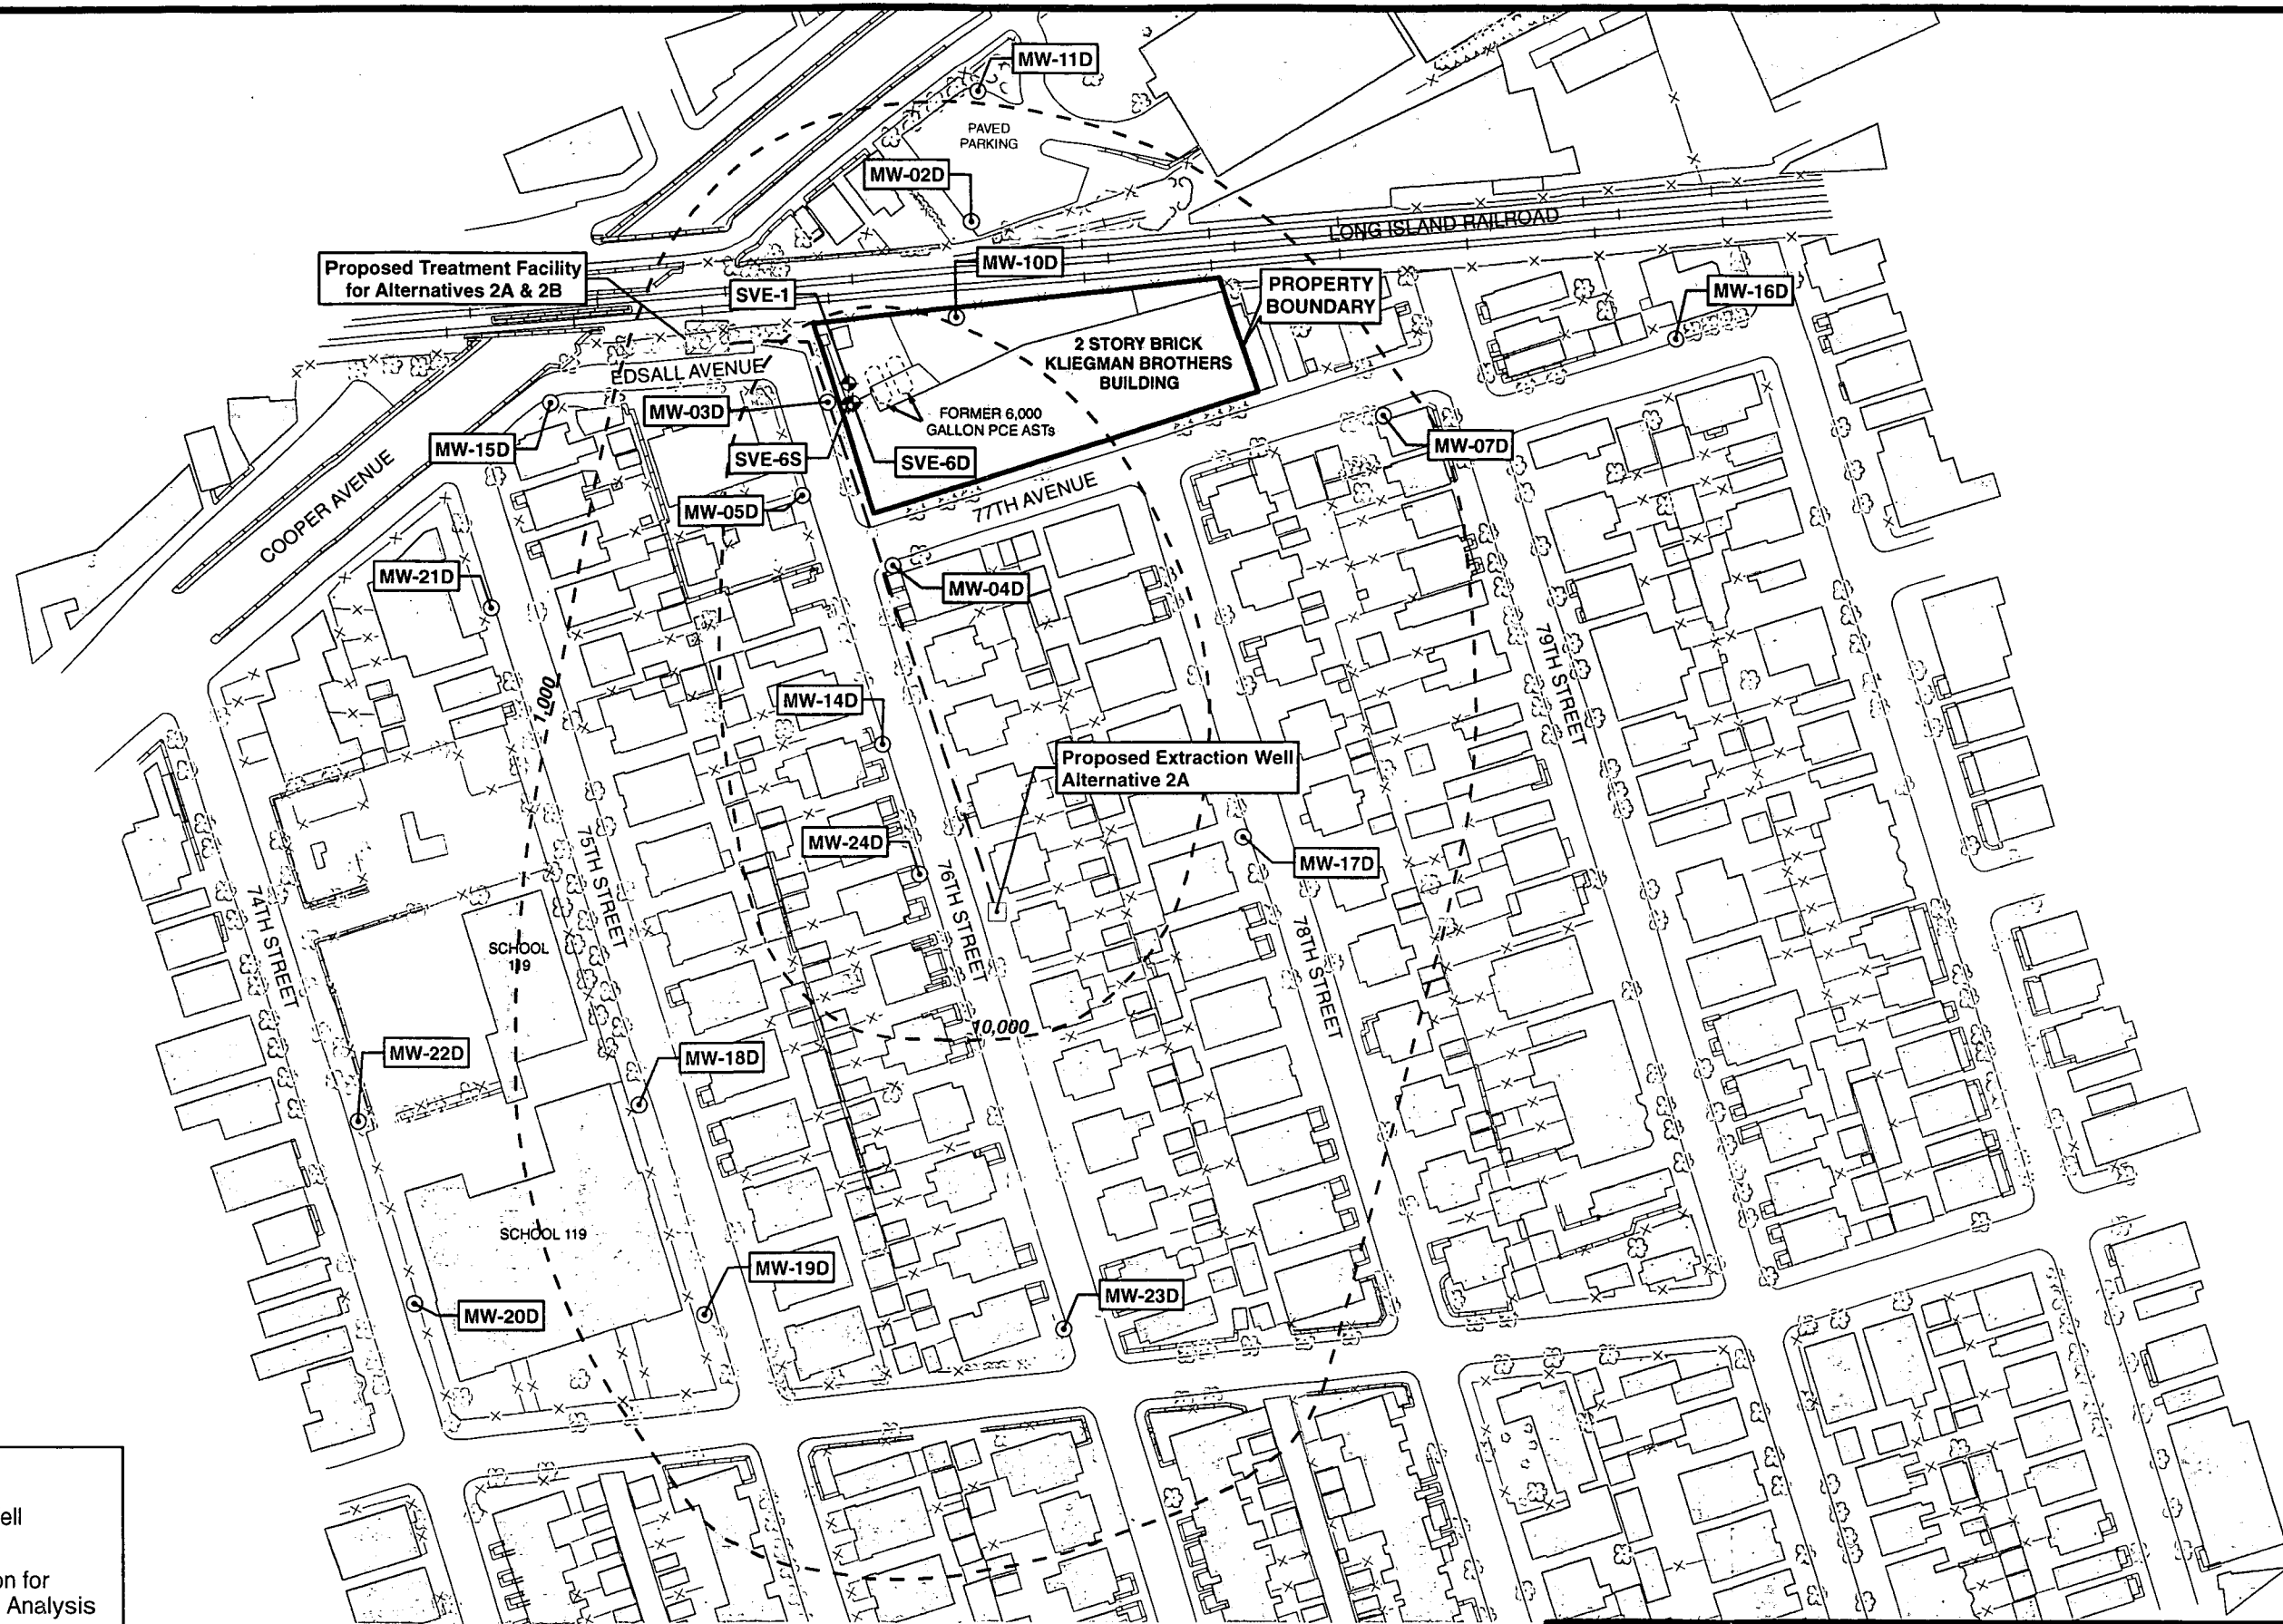 MW-11D
PAVED
PARKING
MW-02D
LONG ISLAND RAILROAD
Proposed Treatment Facility
for Alternatives 2A & 2B
MW-10D
SVE-1
PROPERTY
BOUNDARY
MW-16D
2 STORY BRICK
KLIEGMAN BROTHERS
BUILDING
EDSALL AVENUE
MW-03D
FORMER 6,000
GALLON PCE ASTs
MW-15D
SVE-6S
SVE-6D
MW-07D
COOPER AVENUE
MW-05D
77TH AVENUE
MW-21D
MW-04D
79TH STREET
1,000
MW-14D
Proposed Extraction Well
Alternative 2A
MW-24D
MW-17D
75TH STREET
76TH STREET
74TH STREET
78TH STREET
SCHOOL
119
10,000
MW-22D
MW-18D
SCHOOL 119
MW-19D
MW-20D
MW-23D
ell
on for
Analysis